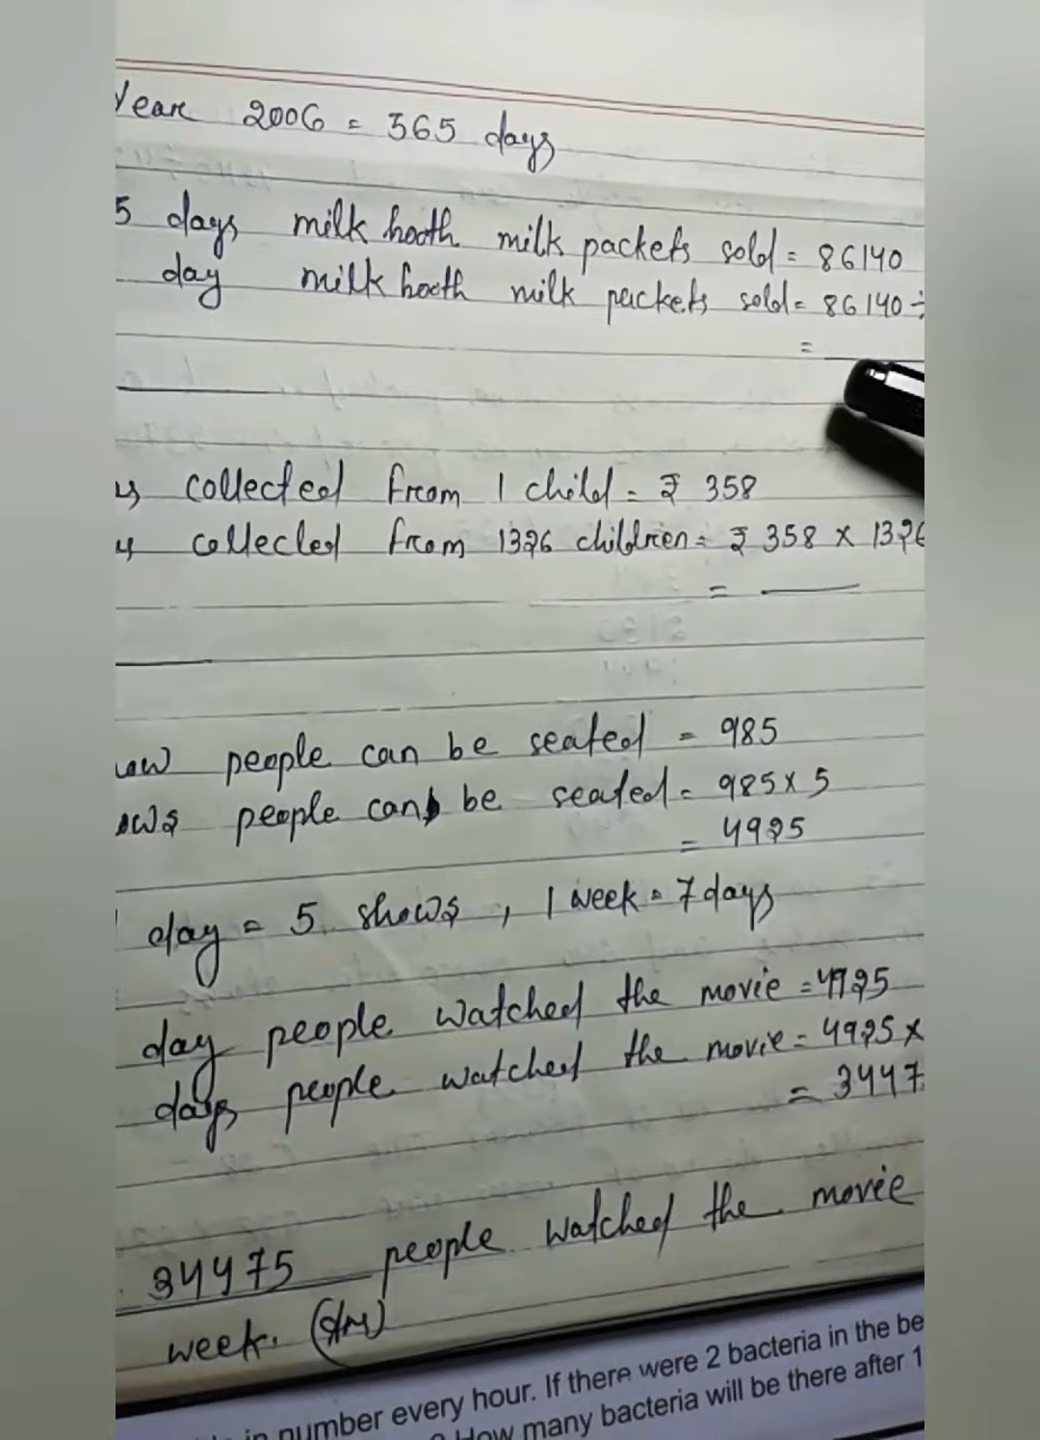 Year 2006 = 365 days
5 days milk booth milk packets sold = 86140
day milk booth milk packets sold = 86140 ÷
=
collected from 1 child = ₹ 358
collected from 1326 children = ₹ 358 x 1326
=
people can be seated = 985
people can be seated = 985 x 5
= 4925
day = 5 shows, 1 week = 7 days
day people watched the movie = 4925
days people watched the movie = 4925 x
= 3447
34475 people watched the movie
week. (Ans)
in number every hour. If there were 2 bacteria in the be
How many bacteria will be there after 1